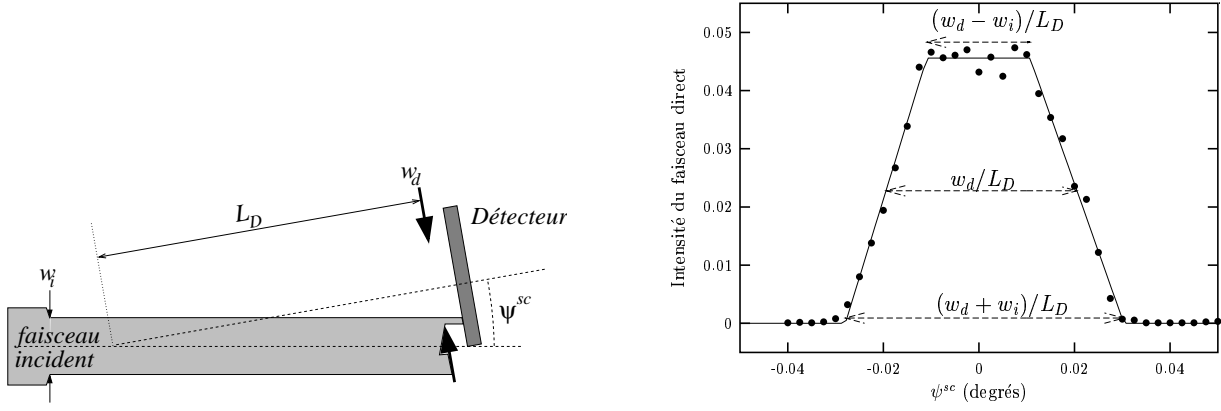 w_d
L_D
Détecteur
w_i
ψ^sc
faisceau
incident
(w_d − w_i)/L_D
w_d/L_D
(w_d + w_i)/L_D
Intensité du faisceau direct
0.05
0.04
0.03
0.02
0.01
0
-0.04
-0.02
0
0.02
0.04
ψ^sc (degrés)